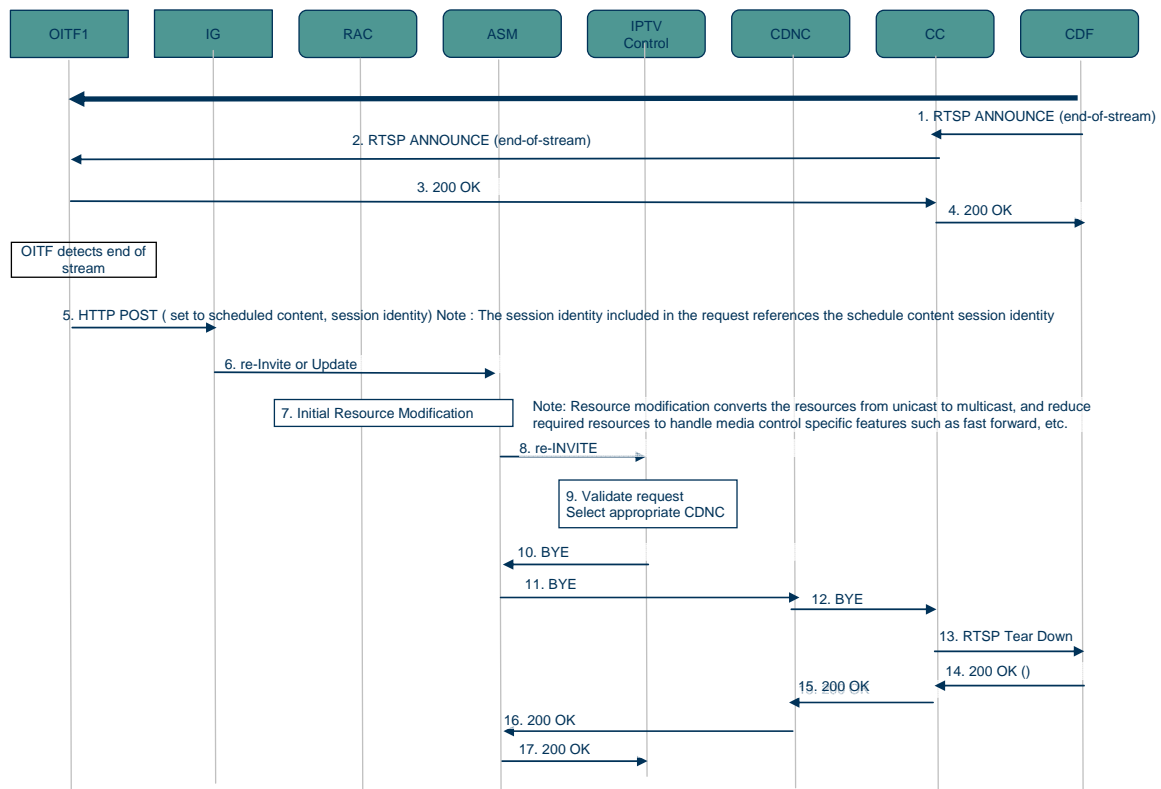 OITF1
IG
RAC
ASM
IPTV
Control
CDNC
CC
CDF
1. RTSP ANNOUNCE (end-of-stream)
2. RTSP ANNOUNCE (end-of-stream)
3. 200 OK
4. 200 OK
OITF detects end of
stream
5. HTTP POST ( set to scheduled content, session identity) Note : The session identity included in the request references the schedule content session identity
6. re-Invite or Update
7. Initial Resource Modification
Note: Resource modification converts the resources from unicast to multicast, and reduce
required resources to handle media control specific features such as fast forward, etc.
8. re-INVITE
9. Validate request
Select appropriate CDNC
10. BYE
11. BYE
12. BYE
13. RTSP Tear Down
14. 200 OK ()
15. 200 OK
16. 200 OK
17. 200 OK